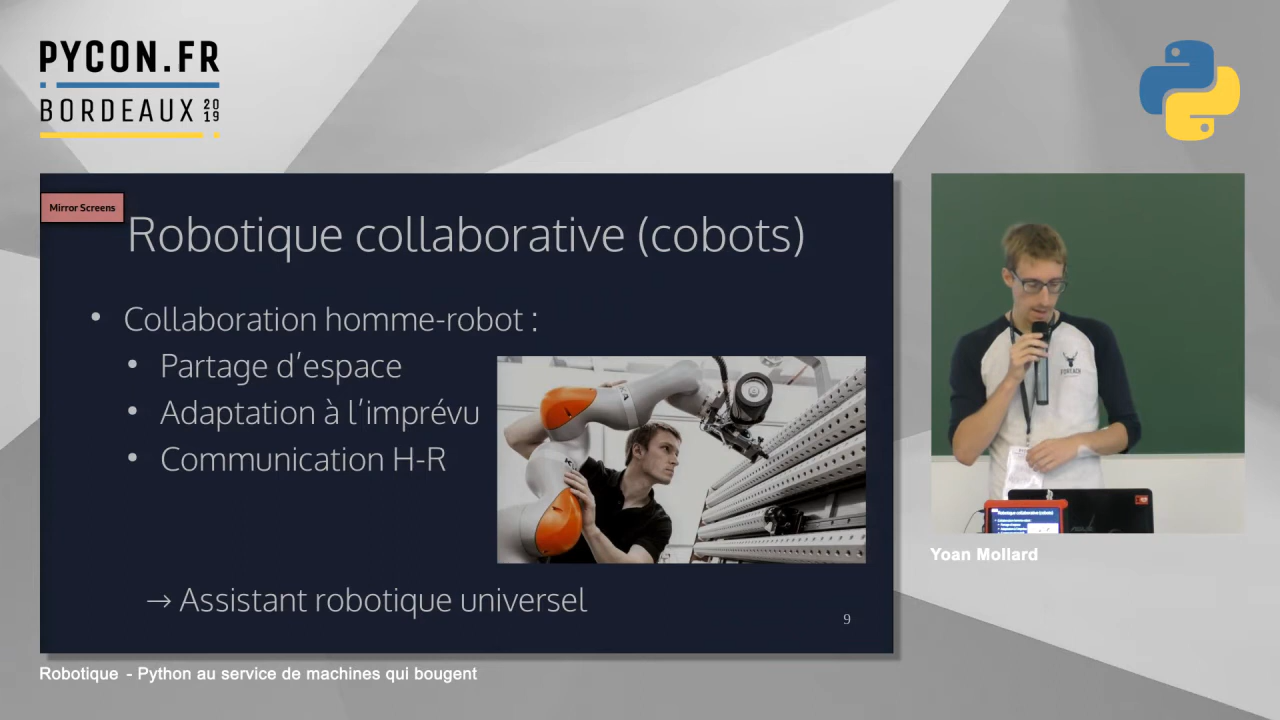 PYCON.FR
BORDEAUX 2019
Mirror Screens
Robotique collaborative (cobots)
• Collaboration homme-robot :
• Partage d'espace
• Adaptation à l'imprévu
• Communication H-R
→ Assistant robotique universel
9
Yoan Mollard
Robotique - Python au service de machines qui bougent